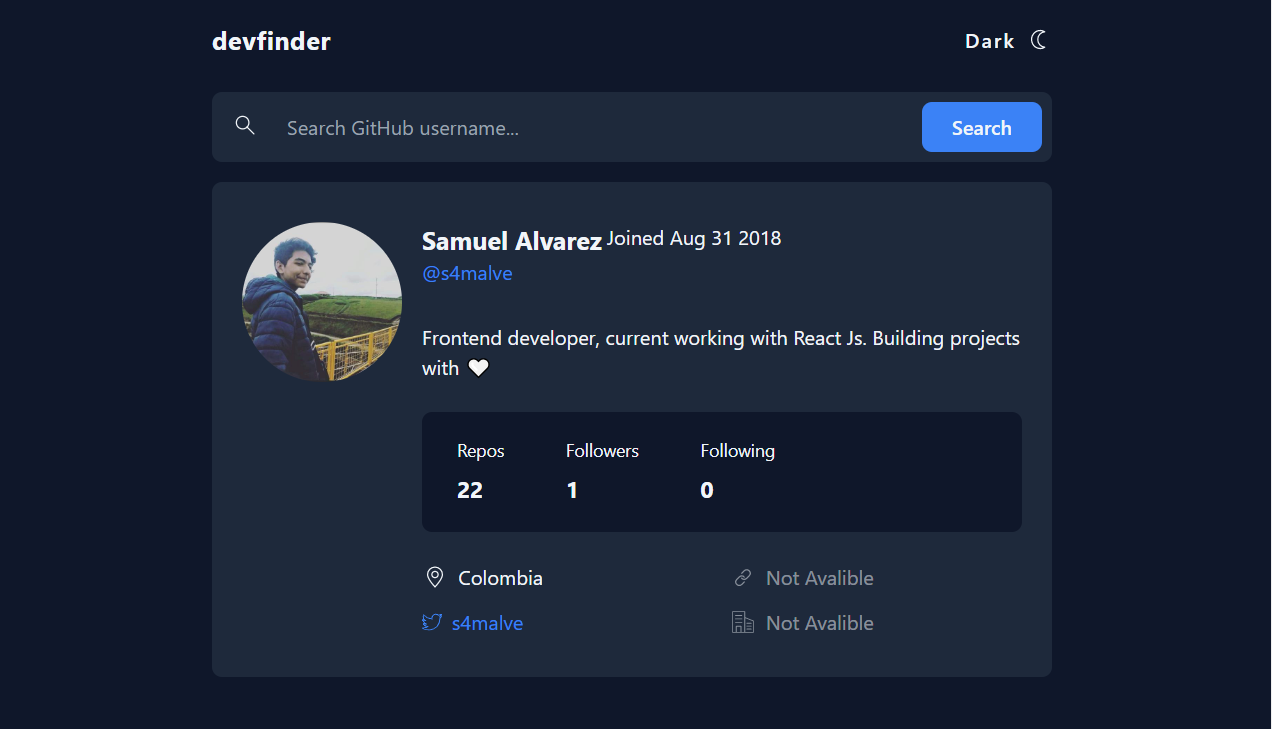 devfinder
Dark
Search GitHub username...
Search
Samuel Alvarez Joined Aug 31 2018
@s4malve
Frontend developer, current working with React Js. Building projects
with 🤍
Repos Followers Following
22 1 0
Colombia Not Avalible
s4malve Not Avalible